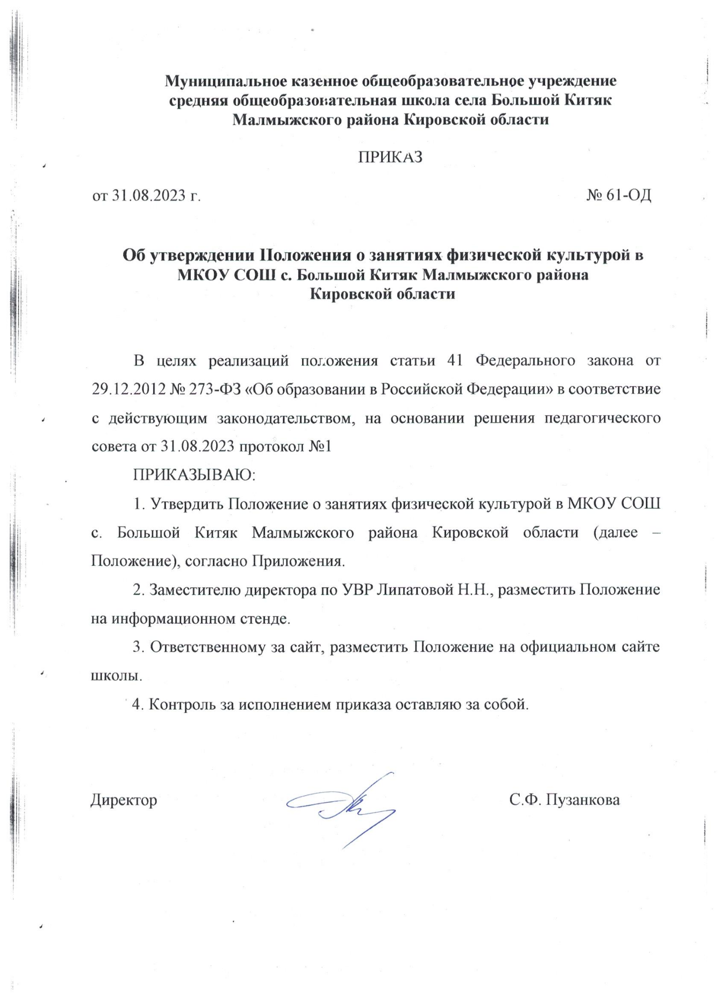 Муниципальное казенное общеобразовательное учреждение
средняя общеобразовательная школа села Большой Китяк
Малмыжского района Кировской области
ПРИКАЗ
от 31.08.2023 г. № 61-ОД
Об утверждении Положения о занятиях физической культурой в
МКОУ СОШ с. Большой Китяк Малмыжского района
Кировской области
В целях реализаций положения статьи 41 Федерального закона от
29.12.2012 № 273-ФЗ «Об образовании в Российской Федерации» в соответствие
с действующим законодательством, на основании решения педагогического
совета от 31.08.2023 протокол №1
ПРИКАЗЫВАЮ:
1. Утвердить Положение о занятиях физической культурой в МКОУ СОШ
с. Большой Китяк Малмыжского района Кировской области (далее –
Положение), согласно Приложения.
2. Заместителю директора по УВР Липатовой Н.Н., разместить Положение
на информационном стенде.
3. Ответственному за сайт, разместить Положение на официальном сайте
школы.
4. Контроль за исполнением приказа оставляю за собой.
Директор С.Ф. Пузанкова